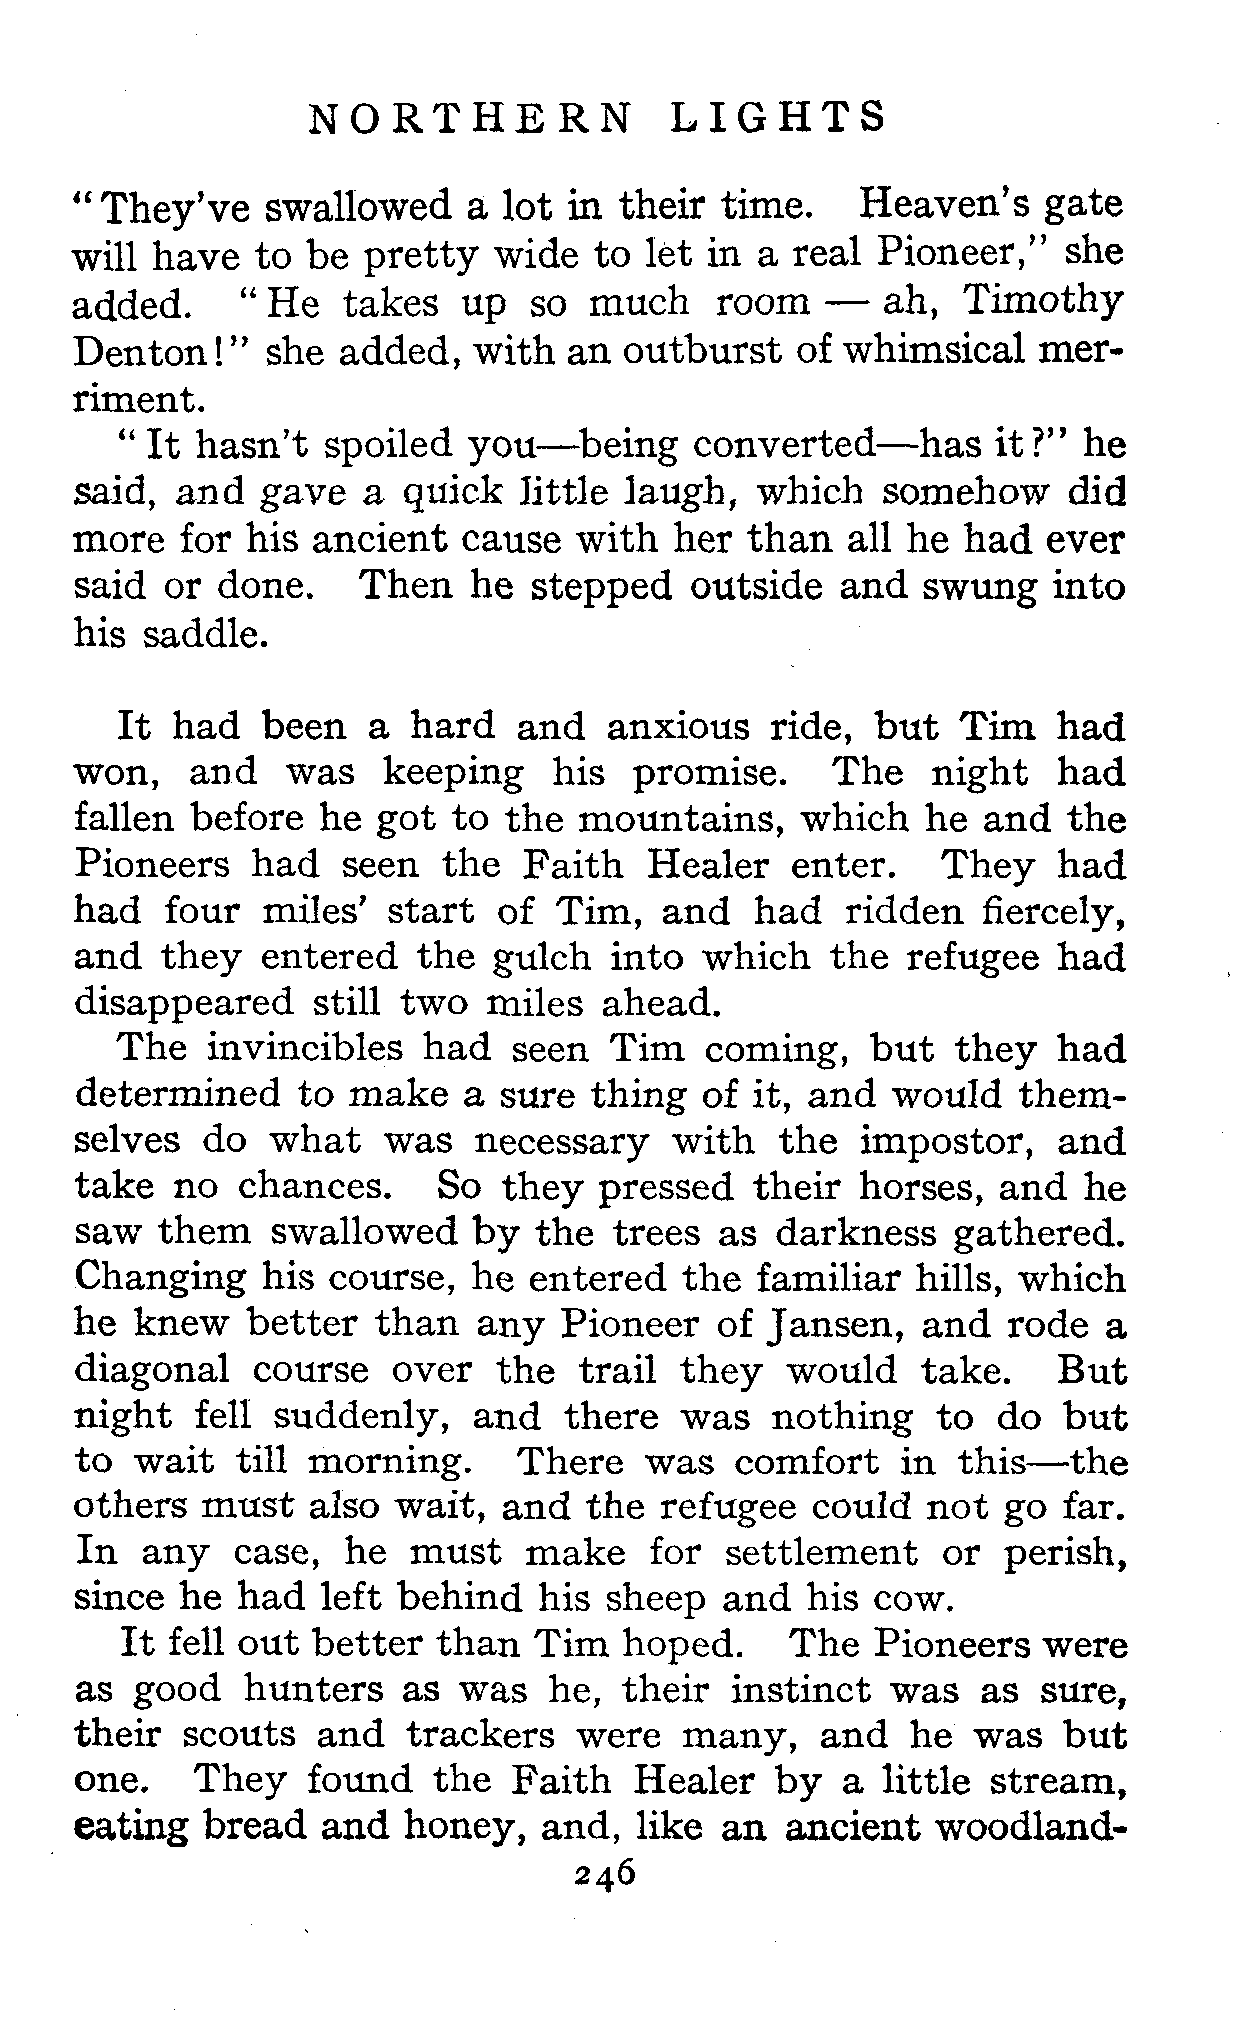 NORTHERN LIGHTS
"They've swallowed a lot in their time. Heaven's gate
will have to be pretty wide to let in a real Pioneer," she
added. "He takes up so much room — ah, Timothy
Denton!" she added, with an outburst of whimsical mer-
riment.
"It hasn't spoiled you—being converted—has it?" he
said, and gave a quick little laugh, which somehow did
more for his ancient cause with her than all he had ever
said or done. Then he stepped outside and swung into
his saddle.
It had been a hard and anxious ride, but Tim had
won, and was keeping his promise. The night had
fallen before he got to the mountains, which he and the
Pioneers had seen the Faith Healer enter. They had
had four miles' start of Tim, and had ridden fiercely,
and they entered the gulch into which the refugee had
disappeared still two miles ahead.
The invincibles had seen Tim coming, but they had
determined to make a sure thing of it, and would them-
selves do what was necessary with the impostor, and
take no chances. So they pressed their horses, and he
saw them swallowed by the trees as darkness gathered.
Changing his course, he entered the familiar hills, which
he knew better than any Pioneer of Jansen, and rode a
diagonal course over the trail they would take. But
night fell suddenly, and there was nothing to do but
to wait till morning. There was comfort in this—the
others must also wait, and the refugee could not go far.
In any case, he must make for settlement or perish,
since he had left behind his sheep and his cow.
It fell out better than Tim hoped. The Pioneers were
as good hunters as was he, their instinct was as sure,
their scouts and trackers were many, and he was but
one. They found the Faith Healer by a little stream,
eating bread and honey, and, like an ancient woodland-
246